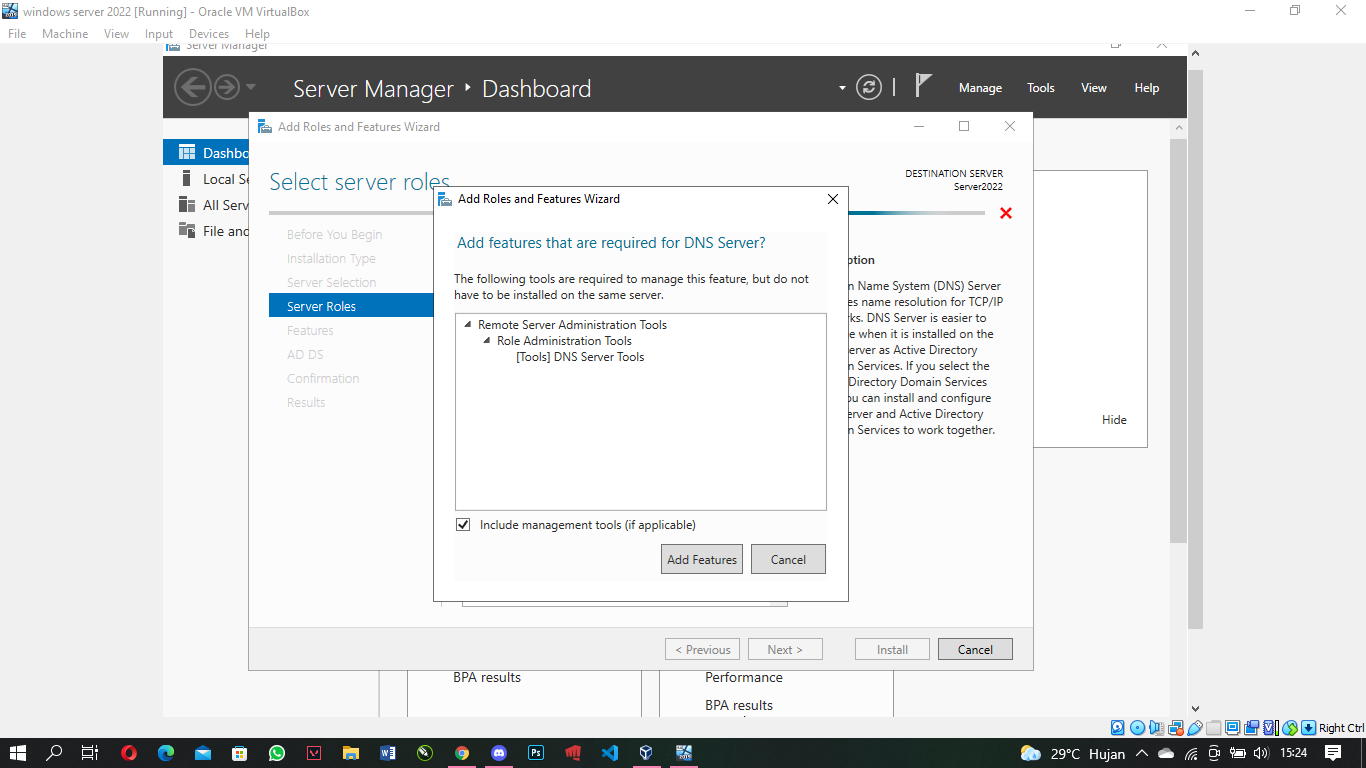 windows server 2022 [Running] - Oracle VM VirtualBox
File Machine View Input Devices Help
Server Manager
Server Manager Dashboard
Manage Tools View Help
Add Roles and Features Wizard
Dashbo
Local Se
All Serv
File and
Select server roles
DESTINATION SERVER
Server2022
Before You Begin
Installation Type
Server Selection
Server Roles
Features
AD DS
Confirmation
Results
Add Roles and Features Wizard
Add features that are required for DNS Server?
The following tools are required to manage this feature, but do not
have to be installed on the same server.
Remote Server Administration Tools
Role Administration Tools
[Tools] DNS Server Tools
Include management tools (if applicable)
Add Features Cancel
ption
n Name System (DNS) Server
es name resolution for TCP/IP
ks. DNS Server is easier to
e when it is installed on the
erver as Active Directory
n Services. If you select the
Directory Domain Services
ou can install and configure
erver and Active Directory
n Services to work together.
Hide
< Previous Next > Install Cancel
BPA results
Performance
BPA results
Right Ctrl
29°C Hujan
15:24